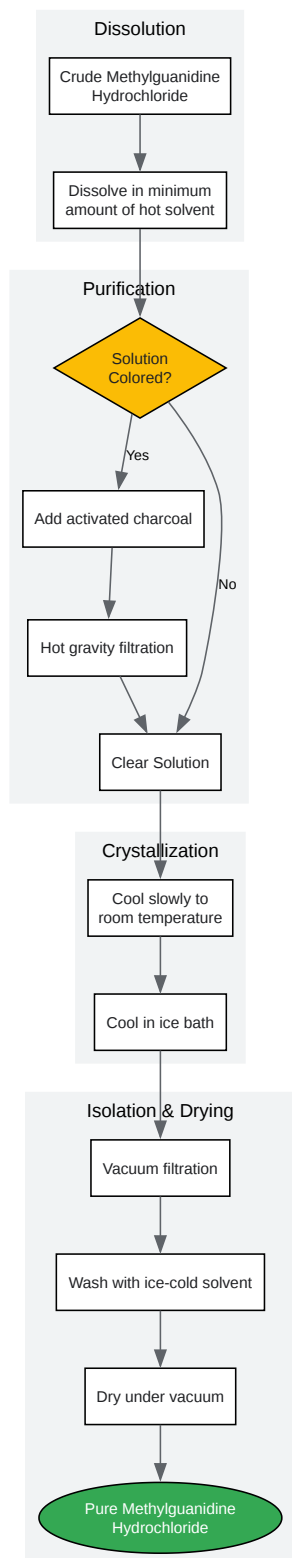 Dissolution
Crude Methylguanidine
Hydrochloride
Dissolve in minimum
amount of hot solvent
Purification
Solution
Colored?
Yes
Add activated charcoal
No
Hot gravity filtration
Clear Solution
Crystallization
Cool slowly to
room temperature
Cool in ice bath
Isolation & Drying
Vacuum filtration
Wash with ice-cold solvent
Dry under vacuum
Pure Methylguanidine
Hydrochloride